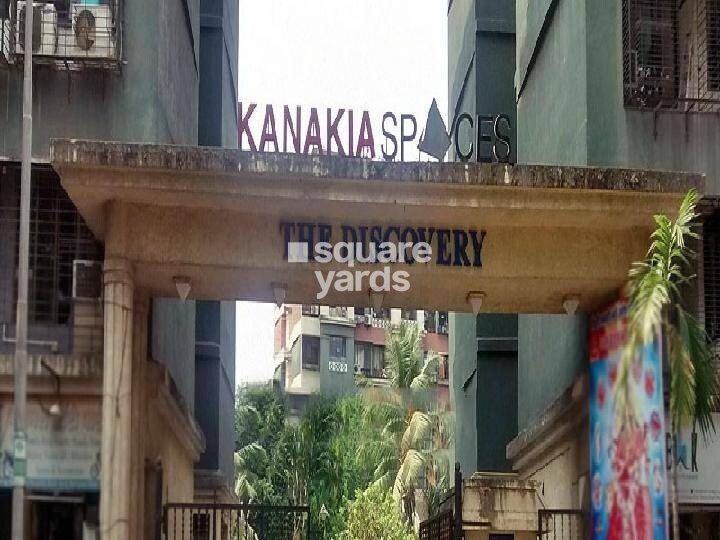 KANAKIA SPACES
THE DISCOVERY
square
yards